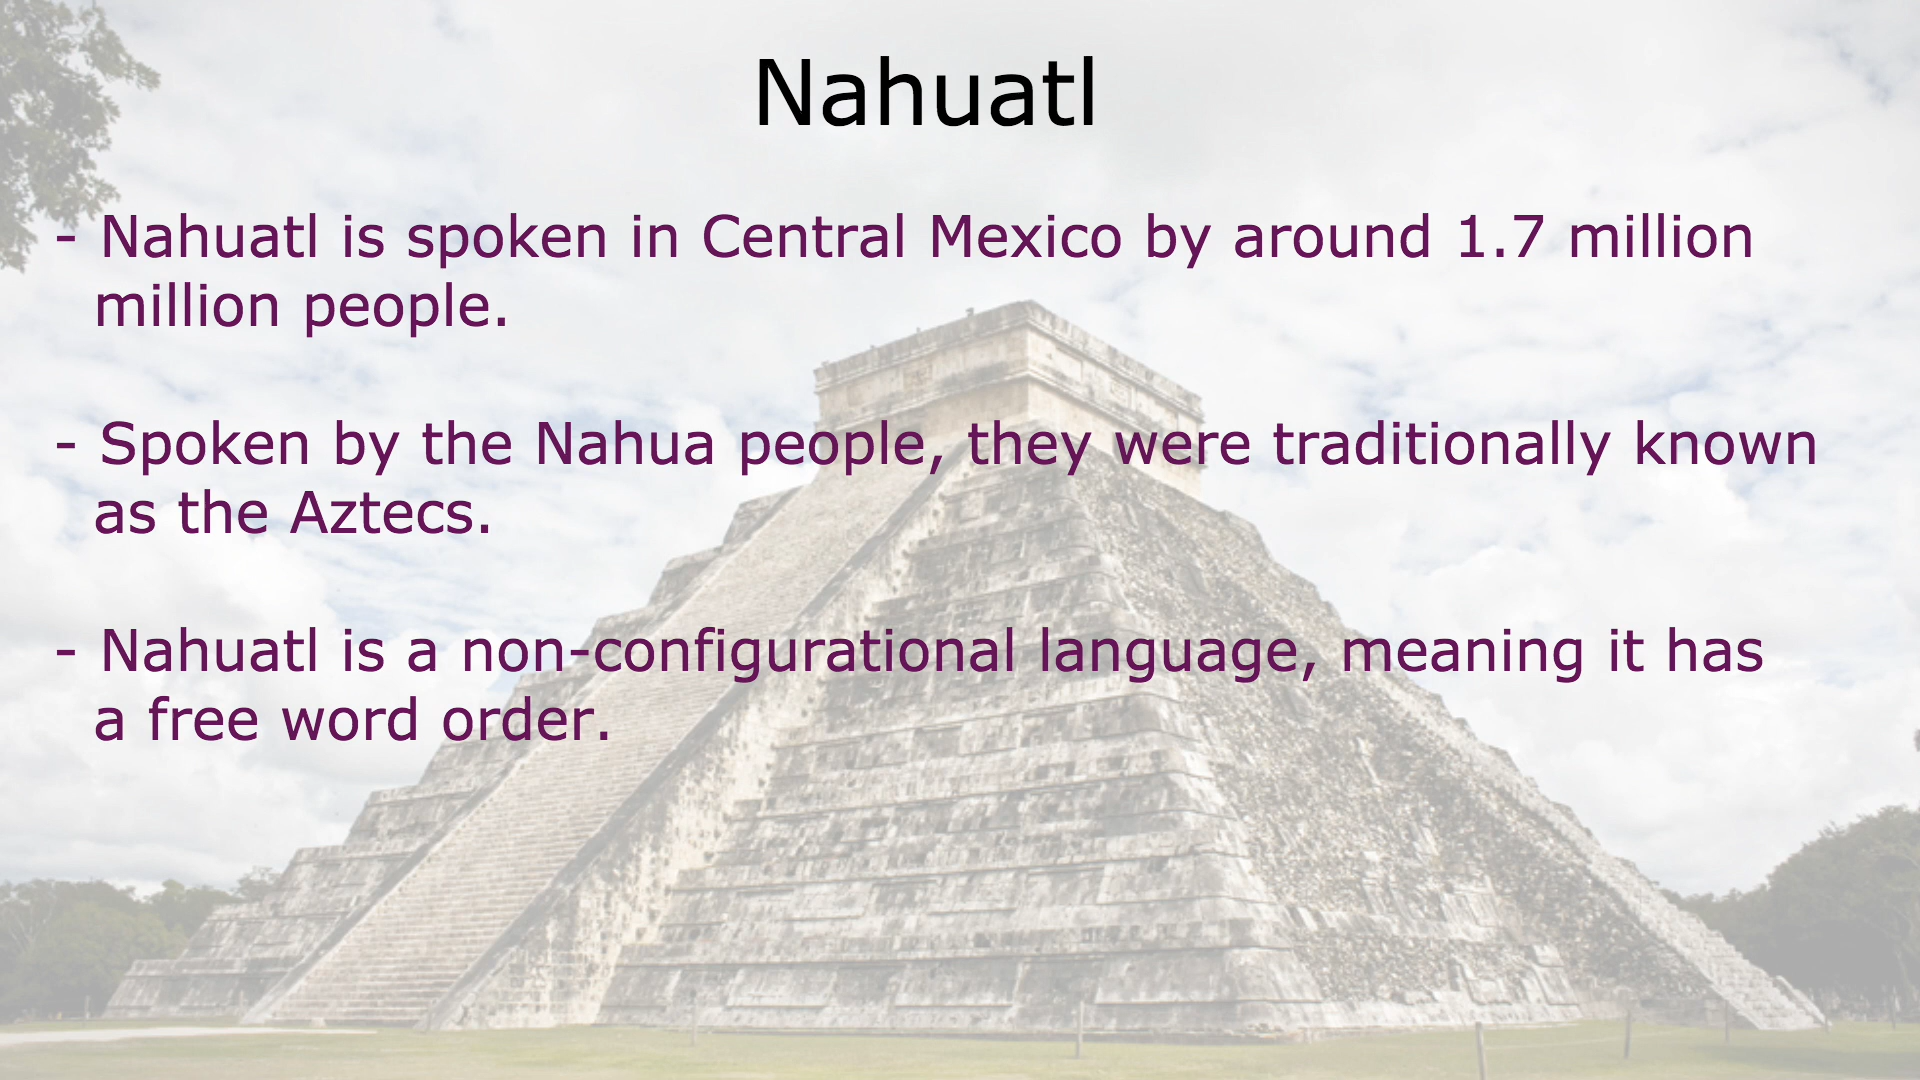 Nahuatl
- Nahuatl is spoken in Central Mexico by around 1.7 million
million people.
- Spoken by the Nahua people, they were traditionally known
as the Aztecs.
- Nahuatl is a non-configurational language, meaning it has
a free word order.